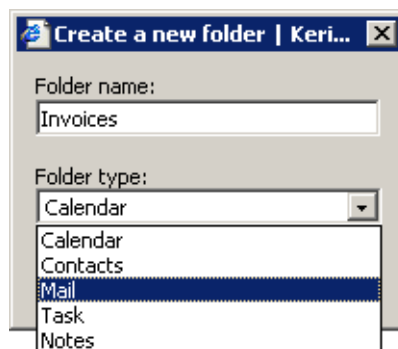 Create a new folder | Keri...
Folder name:
Invoices
Folder type:
Calendar
Calendar
Contacts
Mail
Task
Notes